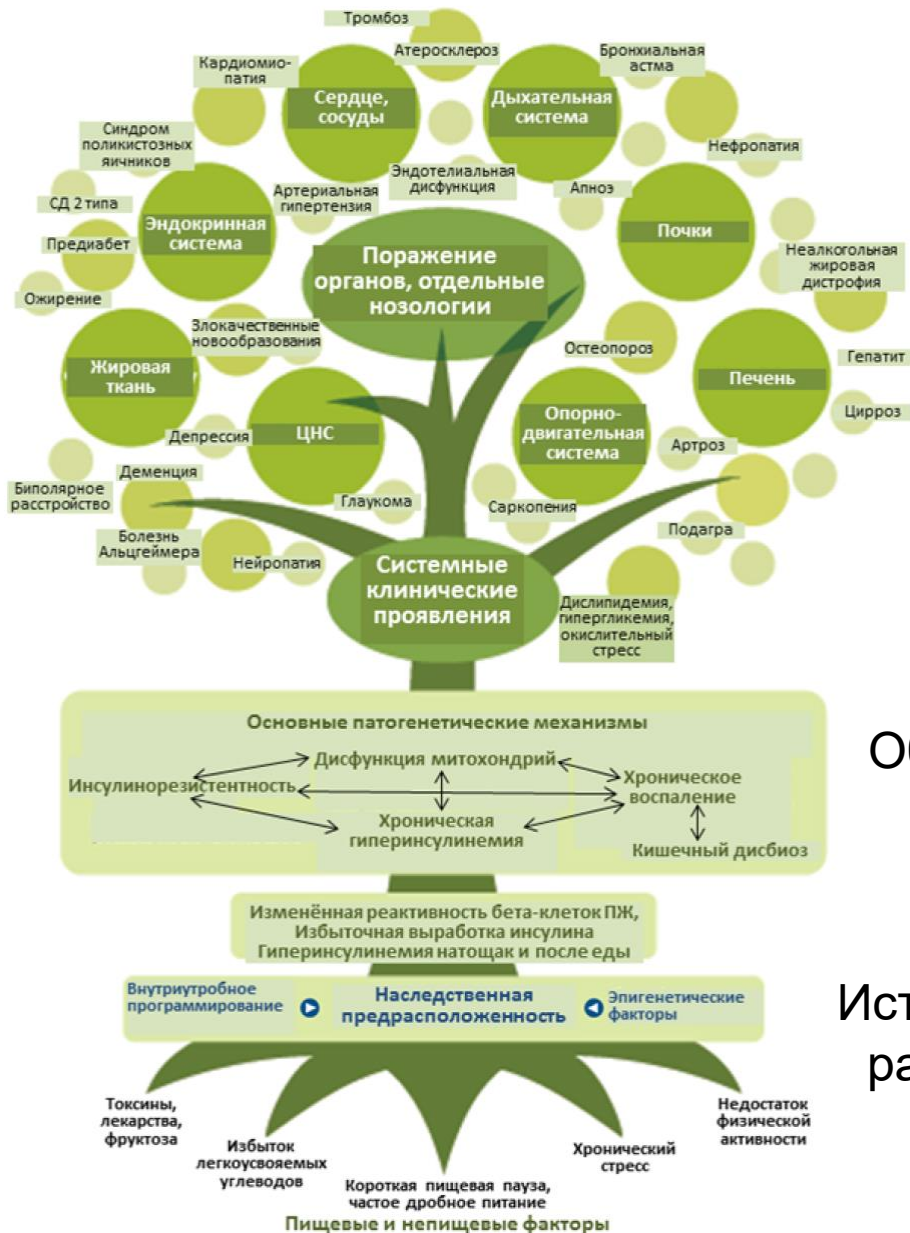 Тромбоз
Атеросклероз
Бронхиальная
астма
Кардиомио-
патия
Сердце,
сосуды
Дыхательная
система
Синдром
поликистозных
яичников
Нефропатия
Эндотелиальная
дисфункция
Апноэ
Артериальная
гипертензия
СД 2 типа
Эндокринная
система
Почки
Предиабет
Поражение
органов, отдельные
нозологии
Неалкогольная
жировая
дистрофия
Ожирение
Злокачественные
новообразования
Остеопороз
Гепатит
Жировая
ткань
Печень
Цирроз
Депрессия
ЦНС
Опорно-
двигательная
система
Артроз
Деменция
Биполярное
расстройство
Глаукома
Саркопения
Подагра
Болезнь
Альцгеймера
Нейропатия
Системные
клинические
проявления
Дислипидемия,
гипергликемия,
окислительный
стресс
Основные патогенетические механизмы
Дисфункция митохондрий
Инсулинорезистентность
Хроническое
воспаление
Хроническая
гиперинсулинемия
Кишечный дисбиоз
Изменённая реактивность бета-клеток ПЖ,
Избыточная выработка инсулина
Гиперинсулинемия натощак и после еды
Внутриутробное
программирование
Наследственная
предрасположенность
Эпигенетические
факторы
Токсины,
лекарства,
фруктоза
Избыток
легкоусвояемых
углеводов
Короткая пищевая пауза,
частое дробное питание
Хронический
стресс
Недостаток
физической
активности
Пищевые и непищевые факторы